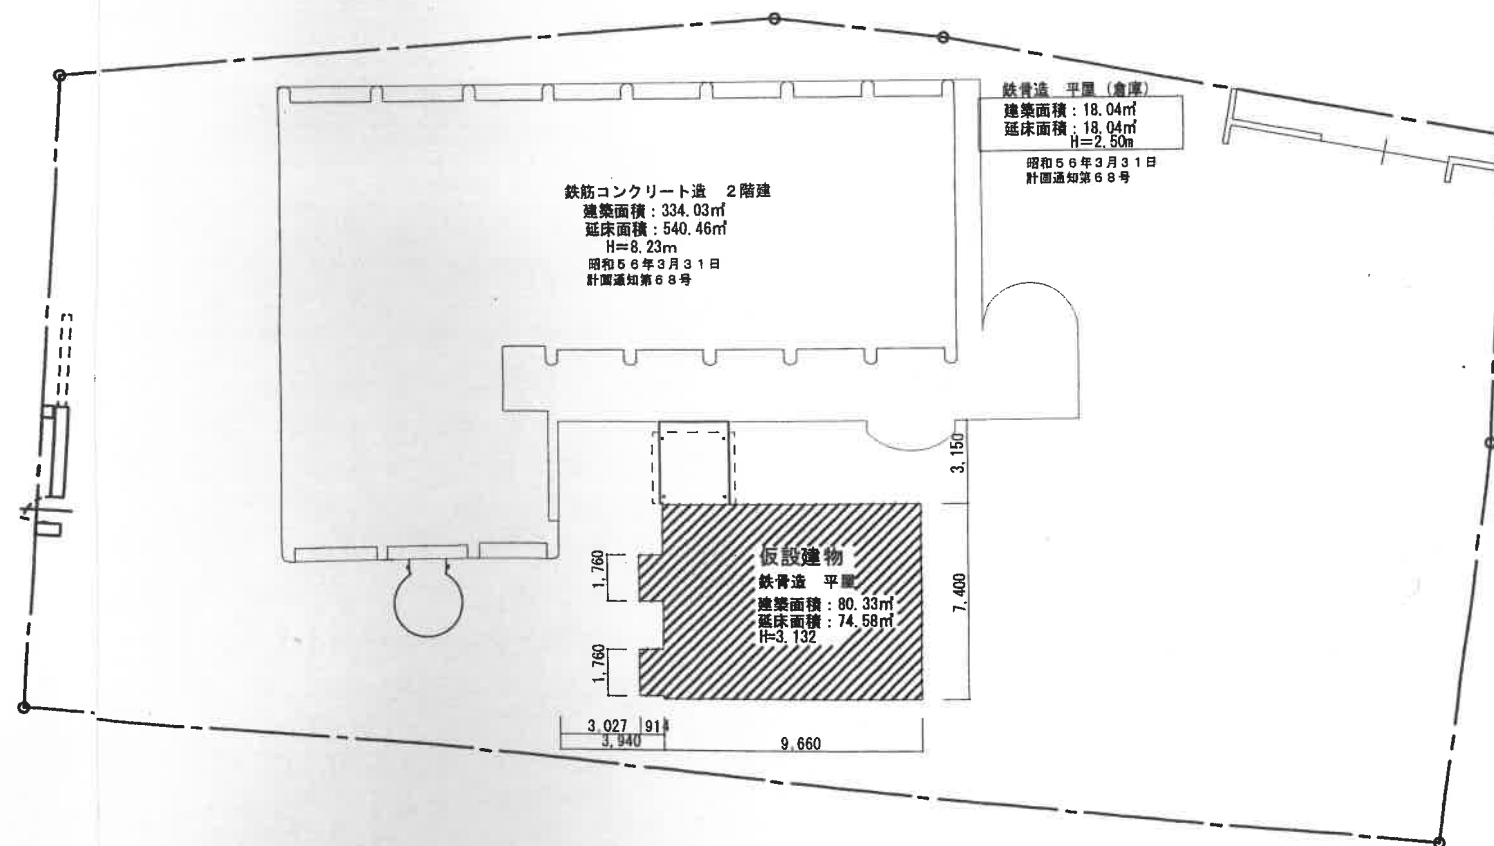 鉄骨造 平屋 (倉庫)
建築面積：18.04㎡
延床面積：18.04㎡
H=2.50m
昭和５６年３月３１日
計画通知第６８号
鉄筋コンクリート造 ２階建
建築面積：334.03㎡
延床面積：540.46㎡
H=8.23m
昭和５６年３月３１日
計画通知第６８号
3,150
7,400
仮設建物
鉄骨造 平屋
建築面積：80.33㎡
延床面積：74.58㎡
H=3.132
1,760
1,760
3,027 914
3,940
9,660